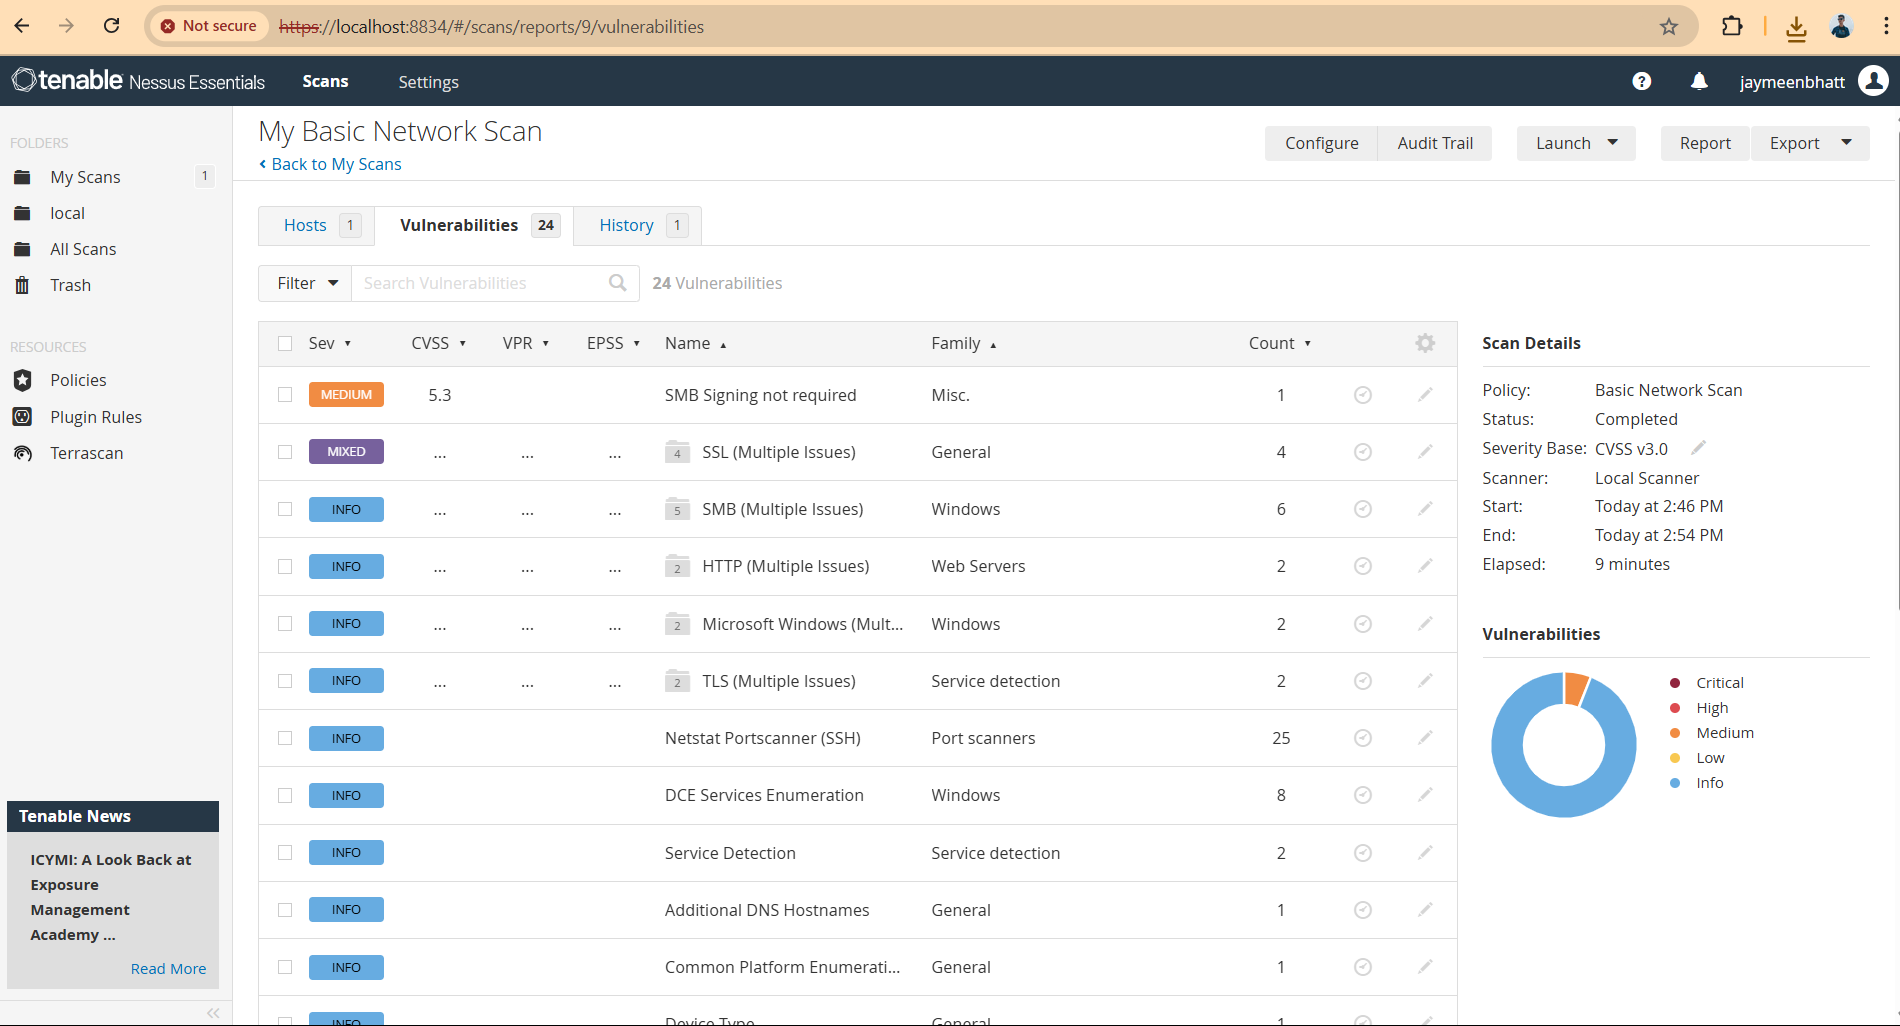 Not secure https://localhost:8834/#/scans/reports/9/vulnerabilities
tenable Nessus Essentials Scans Settings ? jaymeenbhatt
FOLDERS
My Scans 1
local
All Scans
Trash
RESOURCES
Policies
Plugin Rules
Terrascan
Tenable News
ICYMI: A Look Back at
Exposure
Management
Academy ...
Read More
My Basic Network Scan
Back to My Scans
Configure Audit Trail Launch Report Export
Hosts 1 Vulnerabilities 24 History 1
Filter Search Vulnerabilities 24 Vulnerabilities
Sev CVSS VPR EPSS Name Family Count
MEDIUM 5.3 SMB Signing not required Misc. 1
MIXED ... ... ... 4 SSL (Multiple Issues) General 4
INFO ... ... ... 5 SMB (Multiple Issues) Windows 6
INFO ... ... ... 2 HTTP (Multiple Issues) Web Servers 2
INFO ... ... ... 2 Microsoft Windows (Mult... Windows 2
INFO ... ... ... 2 TLS (Multiple Issues) Service detection 2
INFO Netstat Portscanner (SSH) Port scanners 25
INFO DCE Services Enumeration Windows 8
INFO Service Detection Service detection 2
INFO Additional DNS Hostnames General 1
INFO Common Platform Enumerati... General 1
INFO Device Type General 1
Scan Details
Policy: Basic Network Scan
Status: Completed
Severity Base: CVSS v3.0
Scanner: Local Scanner
Start: Today at 2:46 PM
End: Today at 2:54 PM
Elapsed: 9 minutes
Vulnerabilities
Critical
High
Medium
Low
Info